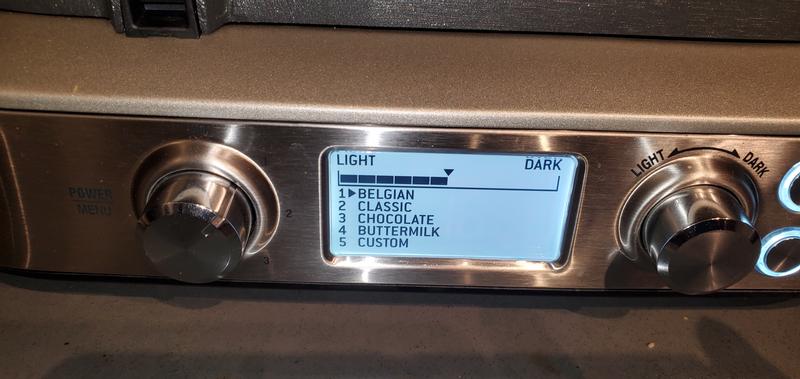 POWER
MENU
2
3
LIGHT DARK
1 BELGIAN
2 CLASSIC
3 CHOCOLATE
4 BUTTERMILK
5 CUSTOM
LIGHT DARK